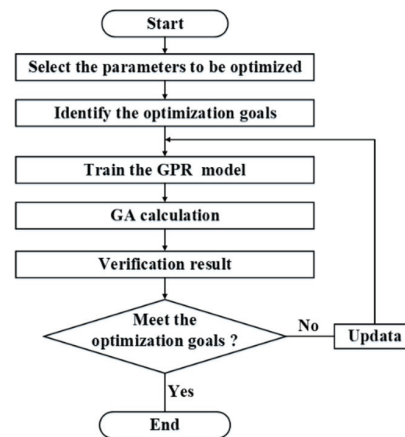 Start
Select the parameters to be optimized
Identify the optimization goals
Train the GPR model
GA calculation
Verification result
Meet the
optimization goals ?
No
Updata
Yes
End